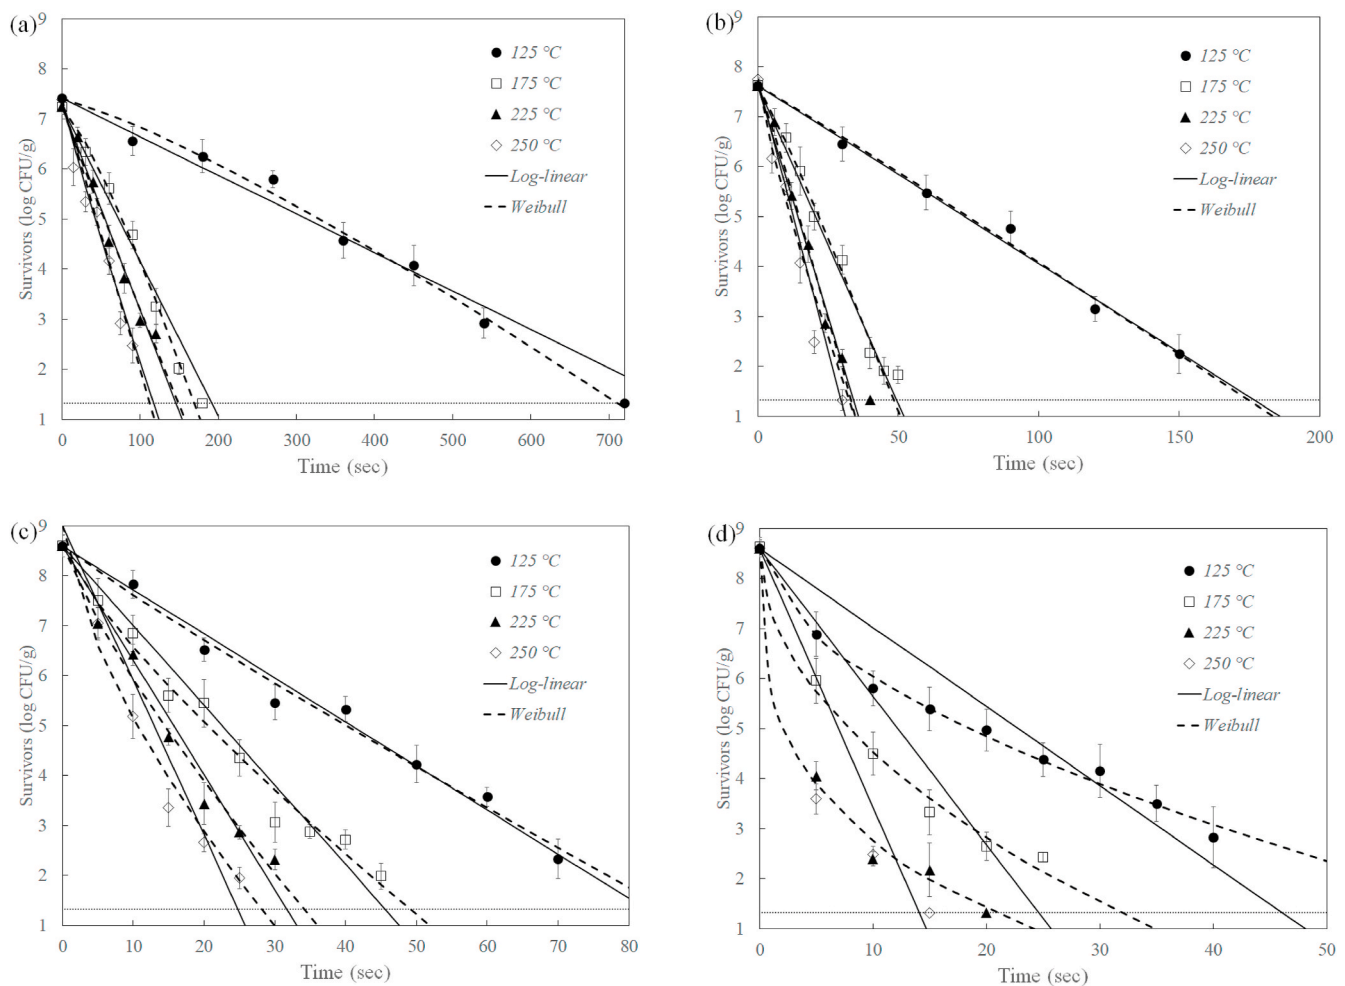 (a)
9
8
7
6
5
4
3
2
1
0 100 200 300 400 500 600 700
Survivors (log CFU/g)
Time (sec)
125 °C
175 °C
225 °C
250 °C
Log-linear
Weibull
(b)
9
8
7
6
5
4
3
2
1
0 50 100 150 200
Survivors (log CFU/g)
Time (sec)
125 °C
175 °C
225 °C
250 °C
Log-linear
Weibull
(c)
9
8
7
6
5
4
3
2
1
0 10 20 30 40 50 60 70 80
Survivors (log CFU/g)
Time (sec)
125 °C
175 °C
225 °C
250 °C
Log-linear
Weibull
(d)
9
8
7
6
5
4
3
2
1
0 10 20 30 40 50
Survivors (log CFU/g)
Time (sec)
125 °C
175 °C
225 °C
250 °C
Log-linear
Weibull